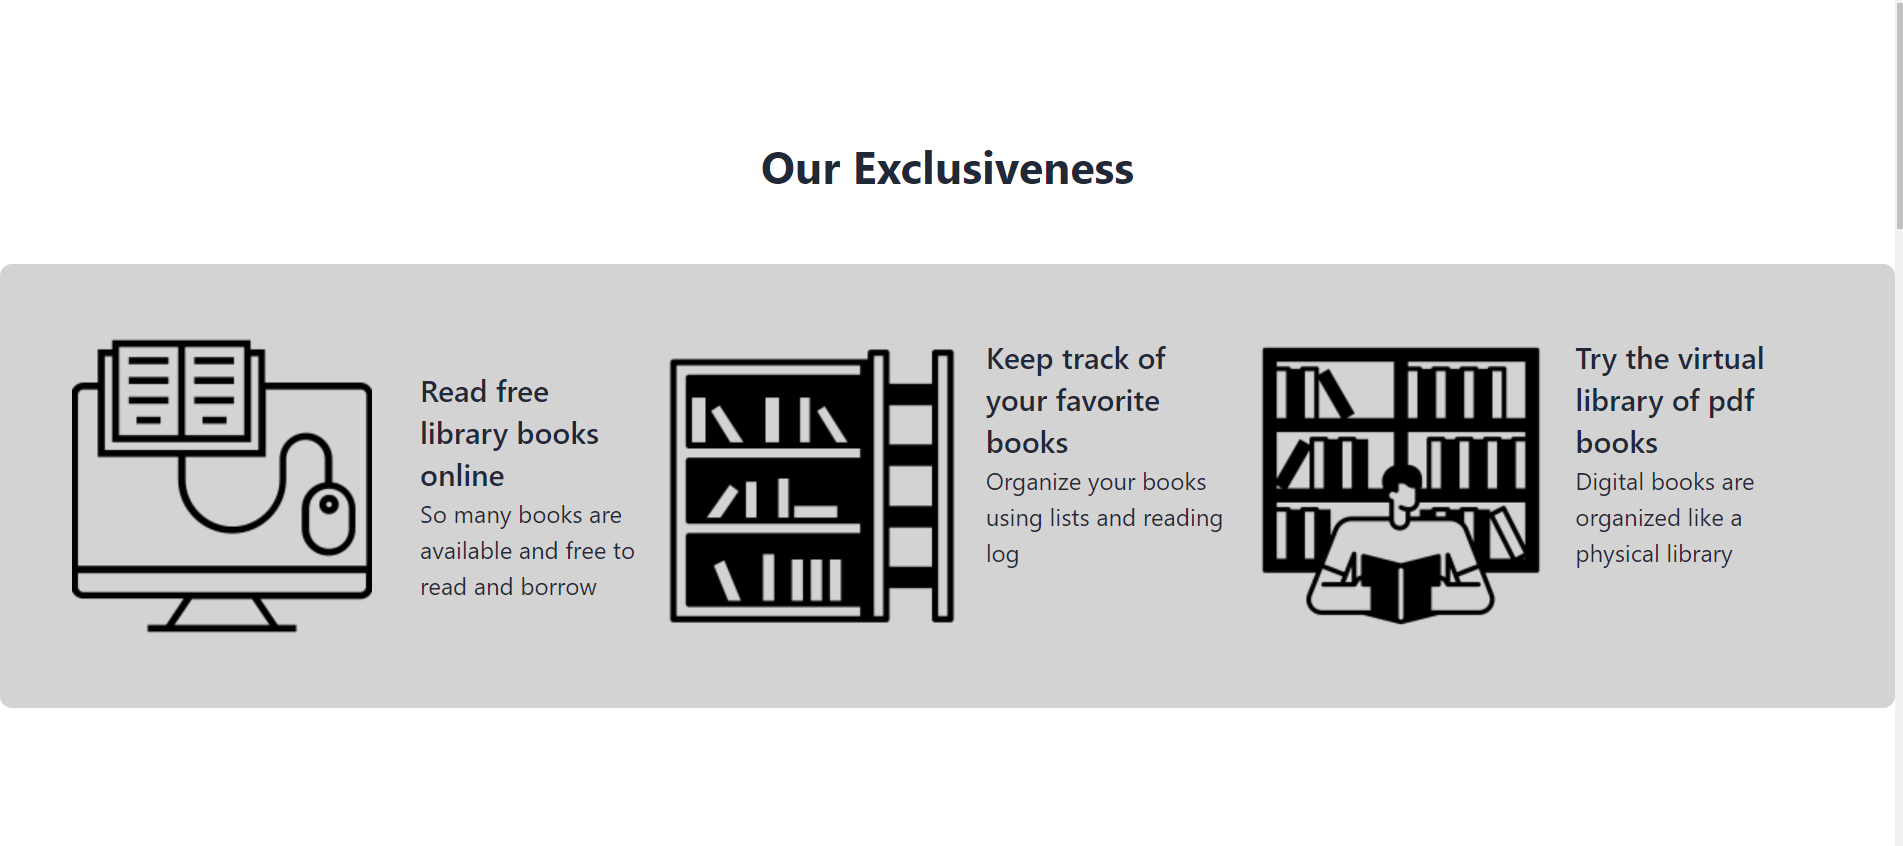 Our Exclusiveness
Read free
library books
online
So many books are
available and free to
read and borrow
Keep track of
your favorite
books
Organize your books
using lists and reading
log
Try the virtual
library of pdf
books
Digital books are
organized like a
physical library